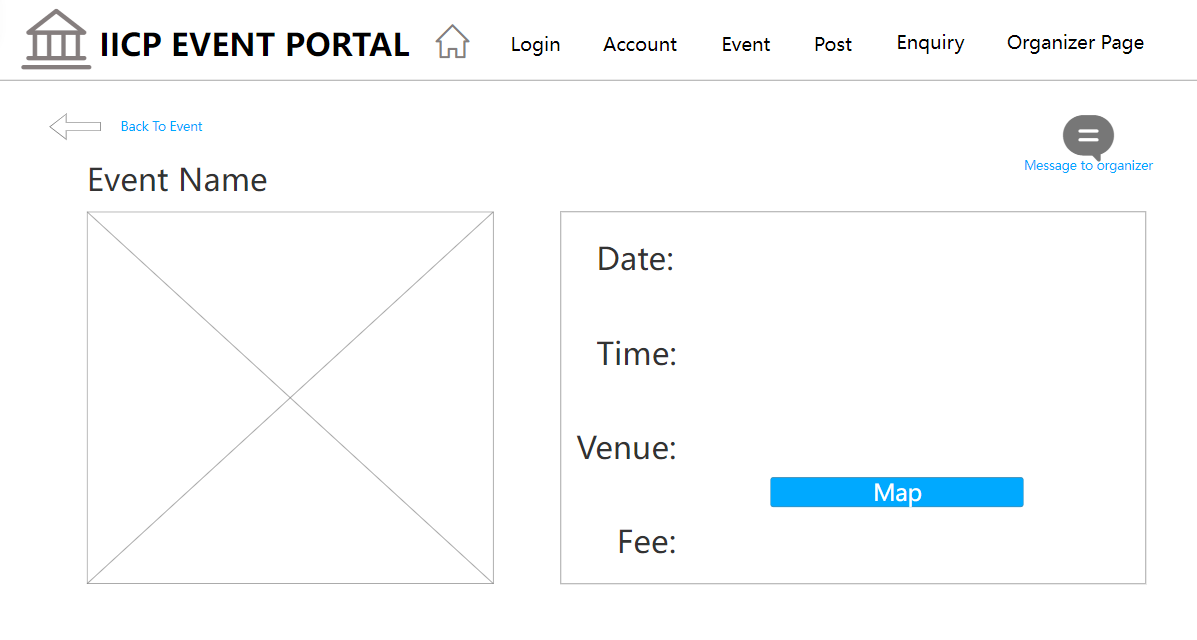 IICP EVENT PORTAL Login Account Event Post Enquiry Organizer Page
Back To Event
Message to organizer
Event Name
Date:
Time:
Venue:
Map
Fee: